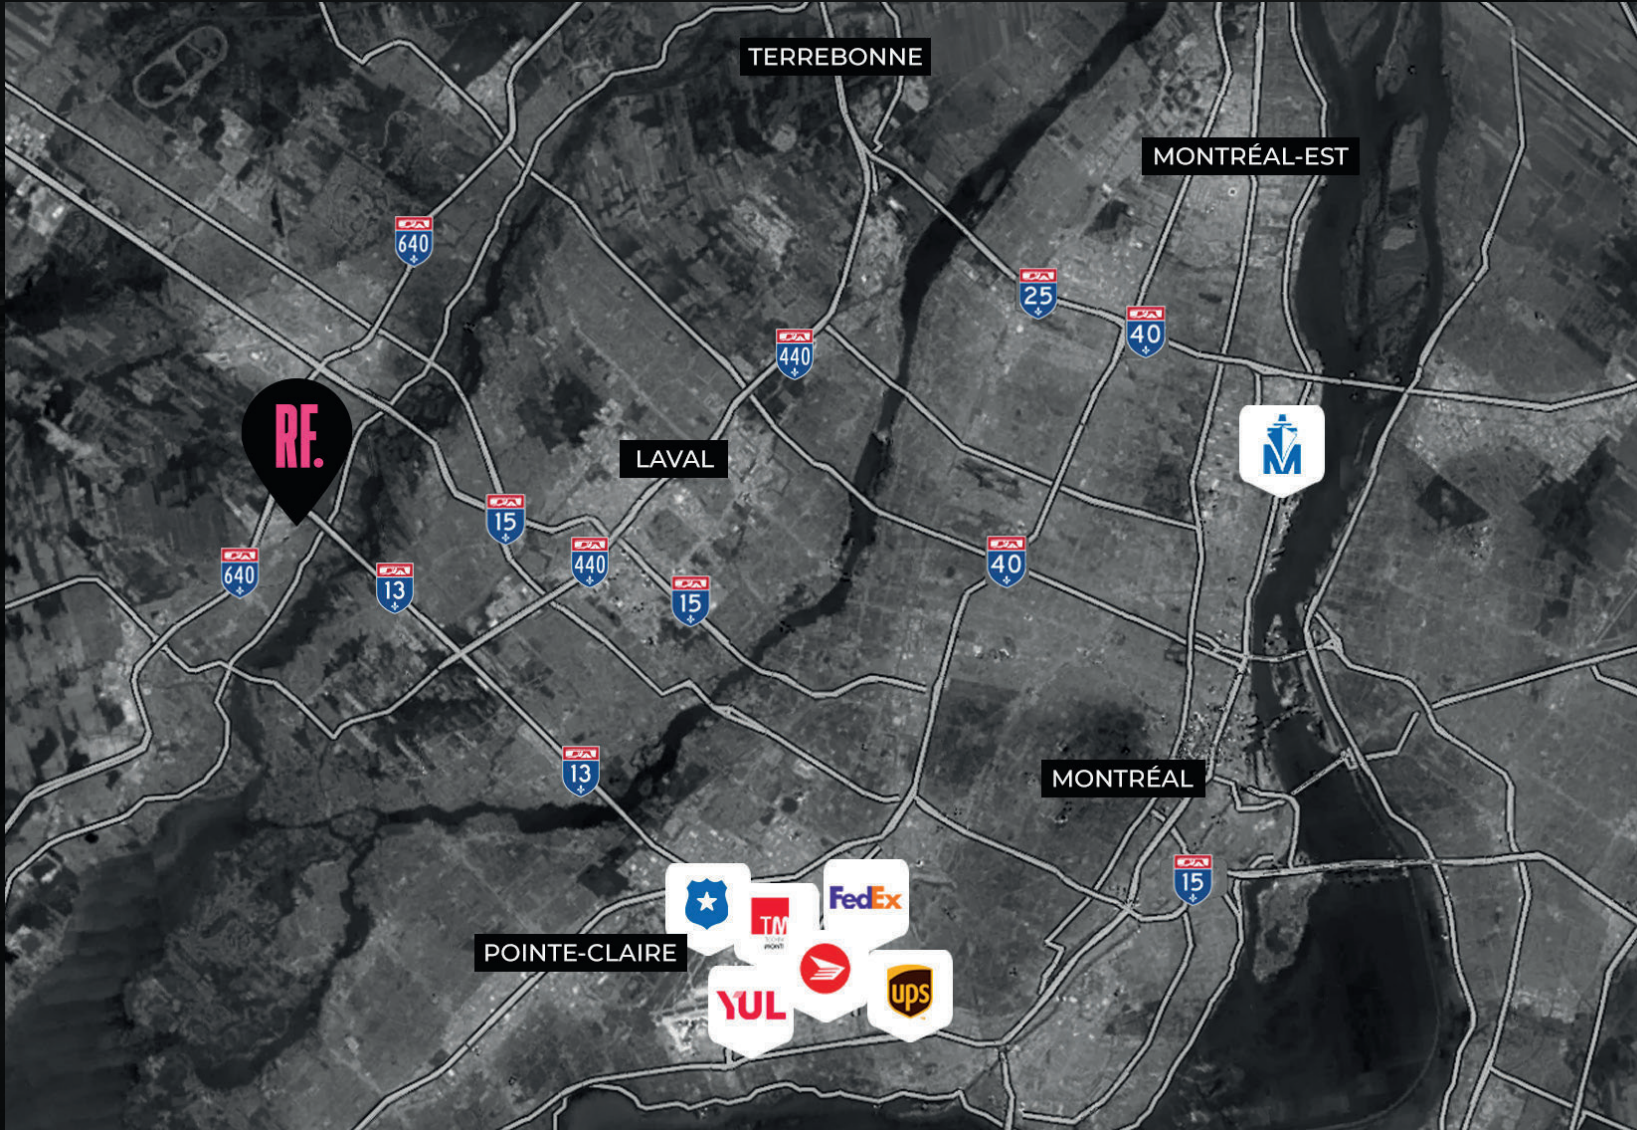 TERREBONNE
MONTRÉAL-EST
640
25
40
440
RF.
M
LAVAL
15
440
40
640
13
15
13
MONTRÉAL
15
FedEx
TM
POINTE-CLAIRE
YUL
ups